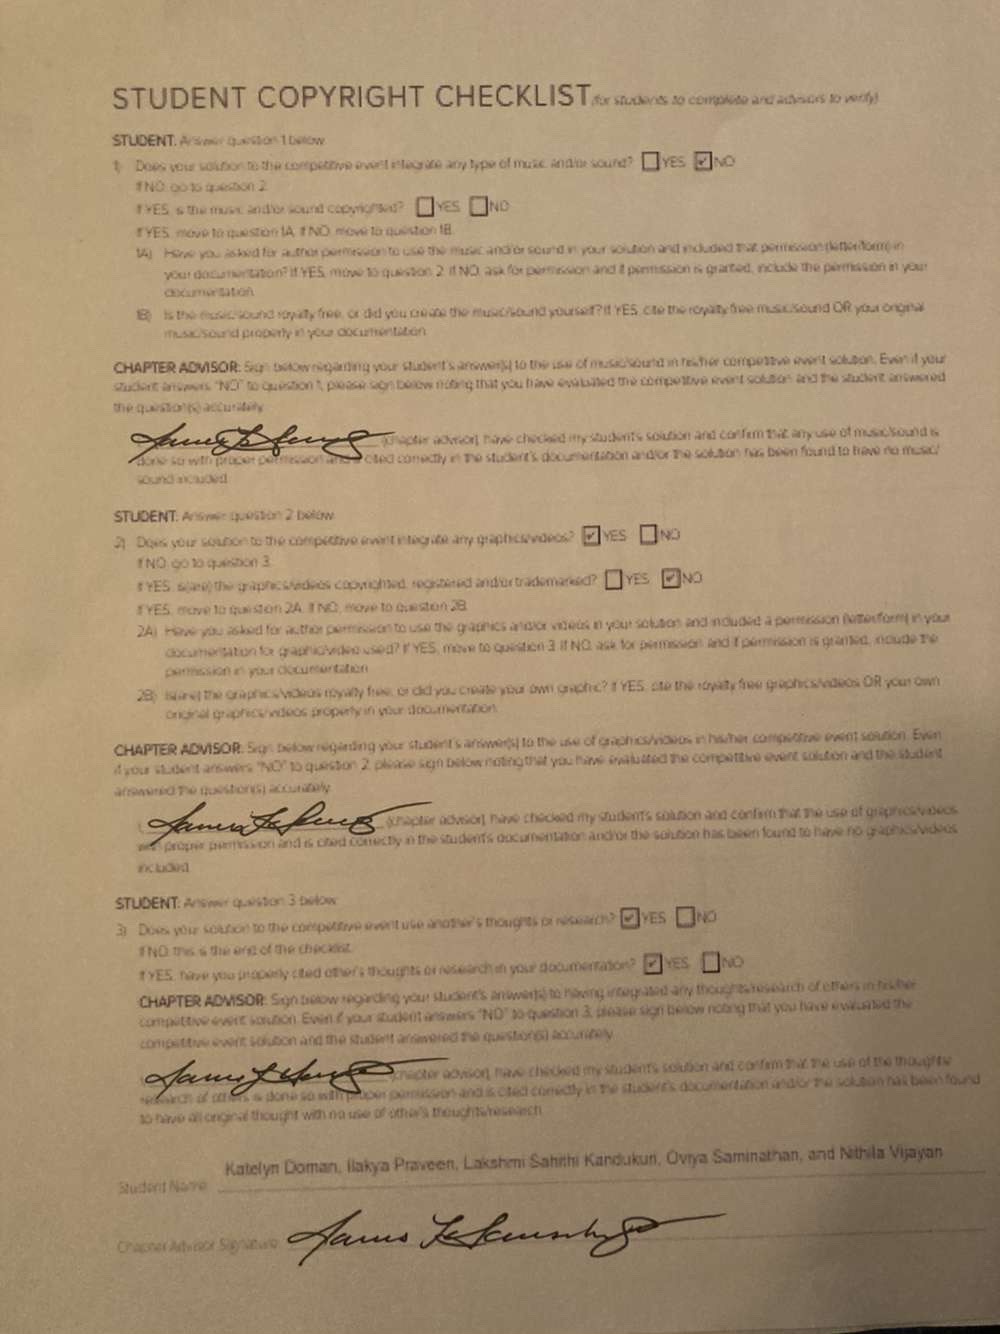 STUDENT COPYRIGHT CHECKLIST (for students to complete and advisors to verify)
STUDENT: Answer question 1 below.
1) Does your solution to the competitive event integrate any type of music and/or sound? YES NO
If NO, go to question 2.
If YES, is the music and/or sound copyrighted? YES NO
If YES, move to question 1A. If NO, move to question 1B.
1A) Have you asked for author permission to use the music and/or sound in your solution and included that permission (letter/form) in
your documentation? If YES, move to question 2. If NO, ask for permission and if permission is granted, include the permission in your
documentation.
1B) Is the music/sound royalty free, or did you create the music/sound yourself? If YES, cite the royalty free music/sound OR your original
music/sound properly in your documentation.
CHAPTER ADVISOR: Sign below regarding your student's answer(s) to the use of music/sound in his/her competitive event solution. Even if your
student answers "NO" to question 1, please sign below noting that you have evaluated the competitive event solution and the student answered
the question(s) accurately.
(chapter advisor), have checked my student's solution and confirm that any use of music/sound is
done so with proper permission and is cited correctly in the student's documentation and/or the solution has been found to have no music/
sound included.
STUDENT: Answer question 2 below.
2) Does your solution to the competitive event integrate any graphics/videos? YES NO
If NO, go to question 3.
If YES, is(are) the graphics/videos copyrighted, registered and/or trademarked? YES NO
If YES, move to question 2A. If NO, move to question 2B.
2A) Have you asked for author permission to use the graphics and/or videos in your solution and included a permission (letter/form) in your
documentation for graphic/video used? If YES, move to question 3. If NO, ask for permission and if permission is granted, include the
permission in your documentation.
2B) Is(are) the graphics/videos royalty free, or did you create your own graphic? If YES, cite the royalty free graphics/videos OR your own
original graphics/videos properly in your documentation.
CHAPTER ADVISOR: Sign below regarding your student's answer(s) to the use of graphics/videos in his/her competitive event solution. Even
if your student answers "NO" to question 2, please sign below noting that you have evaluated the competitive event solution and the student
answered the question(s) accurately.
I, (chapter advisor), have checked my student's solution and confirm that the use of graphics/videos
with proper permission and is cited correctly in the student's documentation and/or the solution has been found to have no graphics/videos
included.
STUDENT: Answer question 3 below.
3) Does your solution to the competitive event use another's thoughts or research? YES NO
If NO, this is the end of the checklist.
If YES, have you properly cited other's thoughts or research in your documentation? YES NO
CHAPTER ADVISOR: Sign below regarding your student's answer(s) to having integrated any thoughts/research of others in his/her
competitive event solution. Even if your student answers "NO" to question 3, please sign below noting that you have evaluated the
competitive event solution and the student answered the question(s) accurately.
(chapter advisor), have checked my student's solution and confirm that the use of the thoughts/
research of others is done so with proper permission and is cited correctly in the student's documentation and/or the solution has been found
to have all original thought with no use of other's thoughts/research.
Katelyn Doman, Ilakya Praveen, Lakshmi Sahithi Kandukuri, Oviya Saminathan, and Nithila Vijayan
Student Name:
Chapter Advisor Signature: James